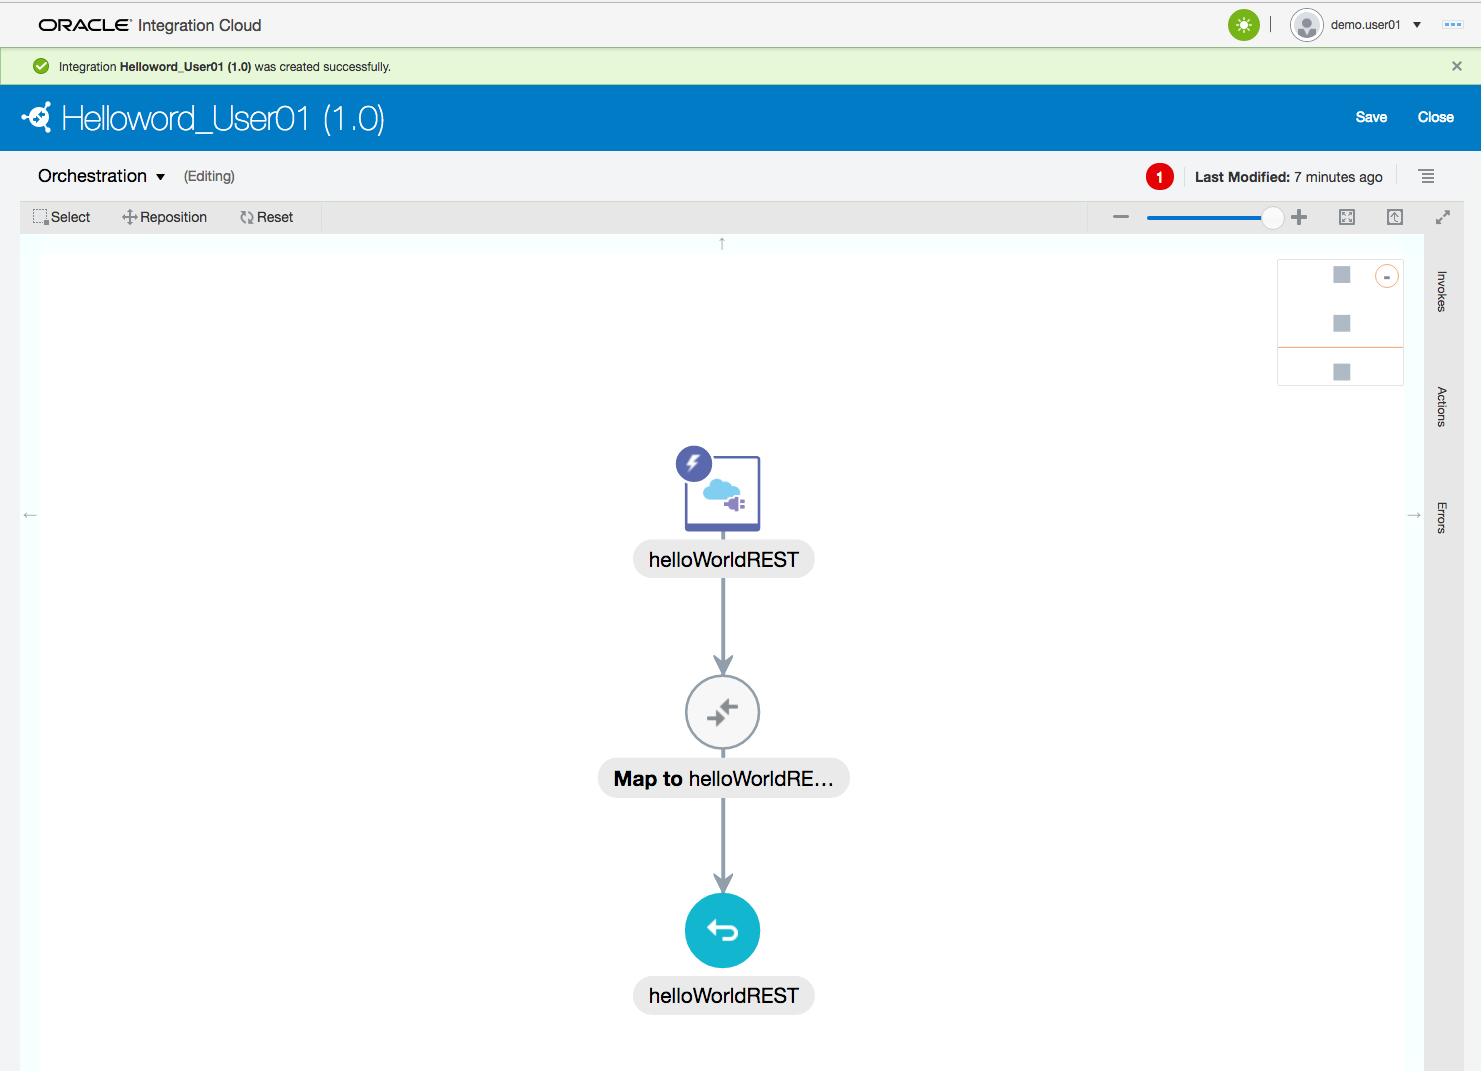 ORACLE Integration Cloud
demo.user01
Integration Helloword_User01 (1.0) was created successfully.
Helloword_User01 (1.0)
Save
Close
Orchestration
(Editing)
1
Last Modified: 7 minutes ago
Select
Reposition
Reset
Invokes
Actions
Errors
helloWorldREST
Map to helloWorldRE...
helloWorldREST